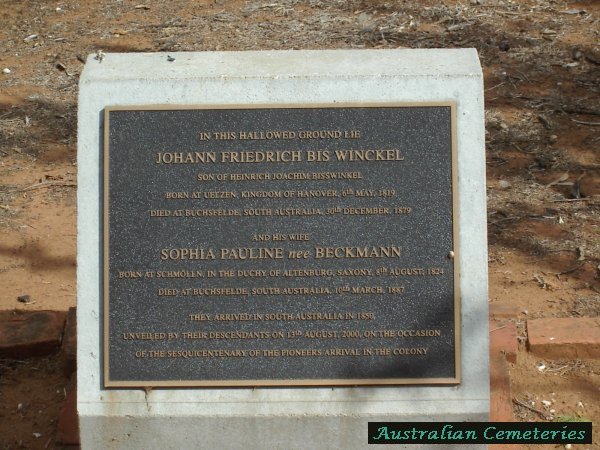 IN THIS HALLOWED GROUND LIE
JOHANN FRIEDRICH BIS WINCKEL
SON OF HEINRICH JOACHIM BISSWINKEL
BORN AT UELZEN, KINGDOM OF HANOVER, 6th MAY, 1819
DIED AT BUCHSFELDE, SOUTH AUSTRALIA, 30th DECEMBER, 1879
AND HIS WIFE
SOPHIA PAULINE nee BECKMANN
BORN AT SCHMÖLEN, IN THE DUCHY OF ALTENBURG, SAXONY, 8th AUGUST, 1824
DIED AT BUCHSFELDE, SOUTH AUSTRALIA, 10th MARCH, 1887
THEY ARRIVED IN SOUTH AUSTRALIA IN 1850,
UNVEILED BY THEIR DESCENDANTS ON 13th AUGUST, 2000, ON THE OCCASION
OF THE SESQUICENTENARY OF THE PIONEERS ARRIVAL IN THE COLONY
Australian Cemeteries